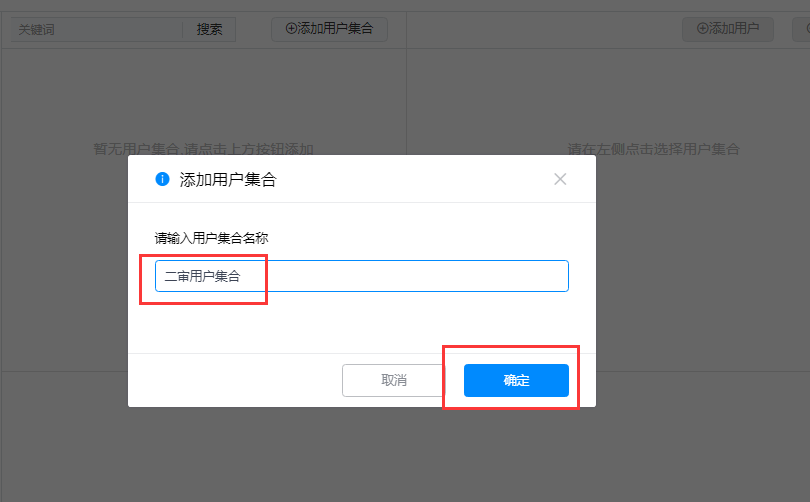 关键词
搜索
添加用户集合
添加用户
暂无用户集合,请点击上方按钮添加
请在左侧点击选择用户集合
添加用户集合
请输入用户集合名称
二审用户集合
取消
确定